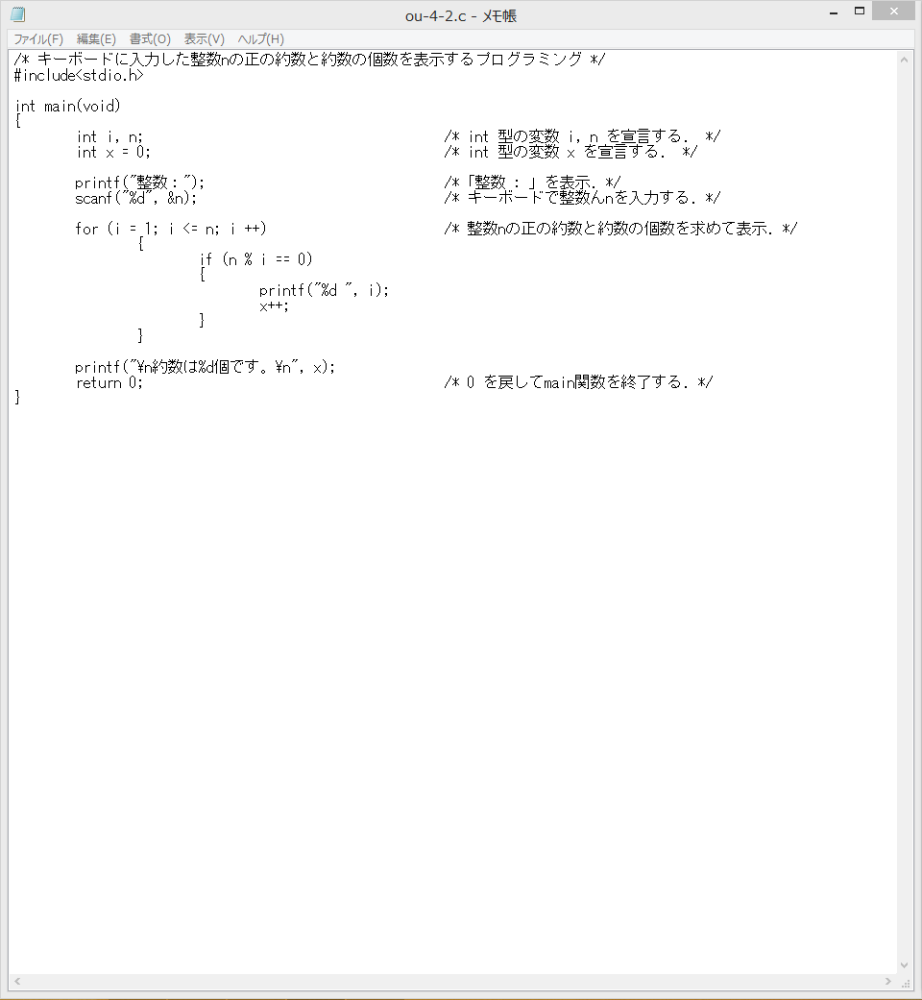 ou-4-2.c - メモ帳
ファイル(F) 編集(E) 書式(O) 表示(V) ヘルプ(H)
/* キーボードに入力した整数nの正の約数と約数の個数を表示するプログラミング */
#include<stdio.h>
int main(void)
{
int i, n; /* int 型の変数 i, n を宣言する. */
int x = 0; /* int 型の変数 x を宣言する. */
printf("整数："); /*「整数 : 」を表示. */
scanf("%d", &n); /* キーボードで整数んnを入力する. */
for (i = 1; i <= n; i ++) /* 整数nの正の約数と約数の個数を求めて表示. */
{
if (n % i == 0)
{
printf("%d ", i);
x++;
}
}
printf("¥n約数は%d個です。¥n", x);
return 0; /* 0 を戻してmain関数を終了する. */
}